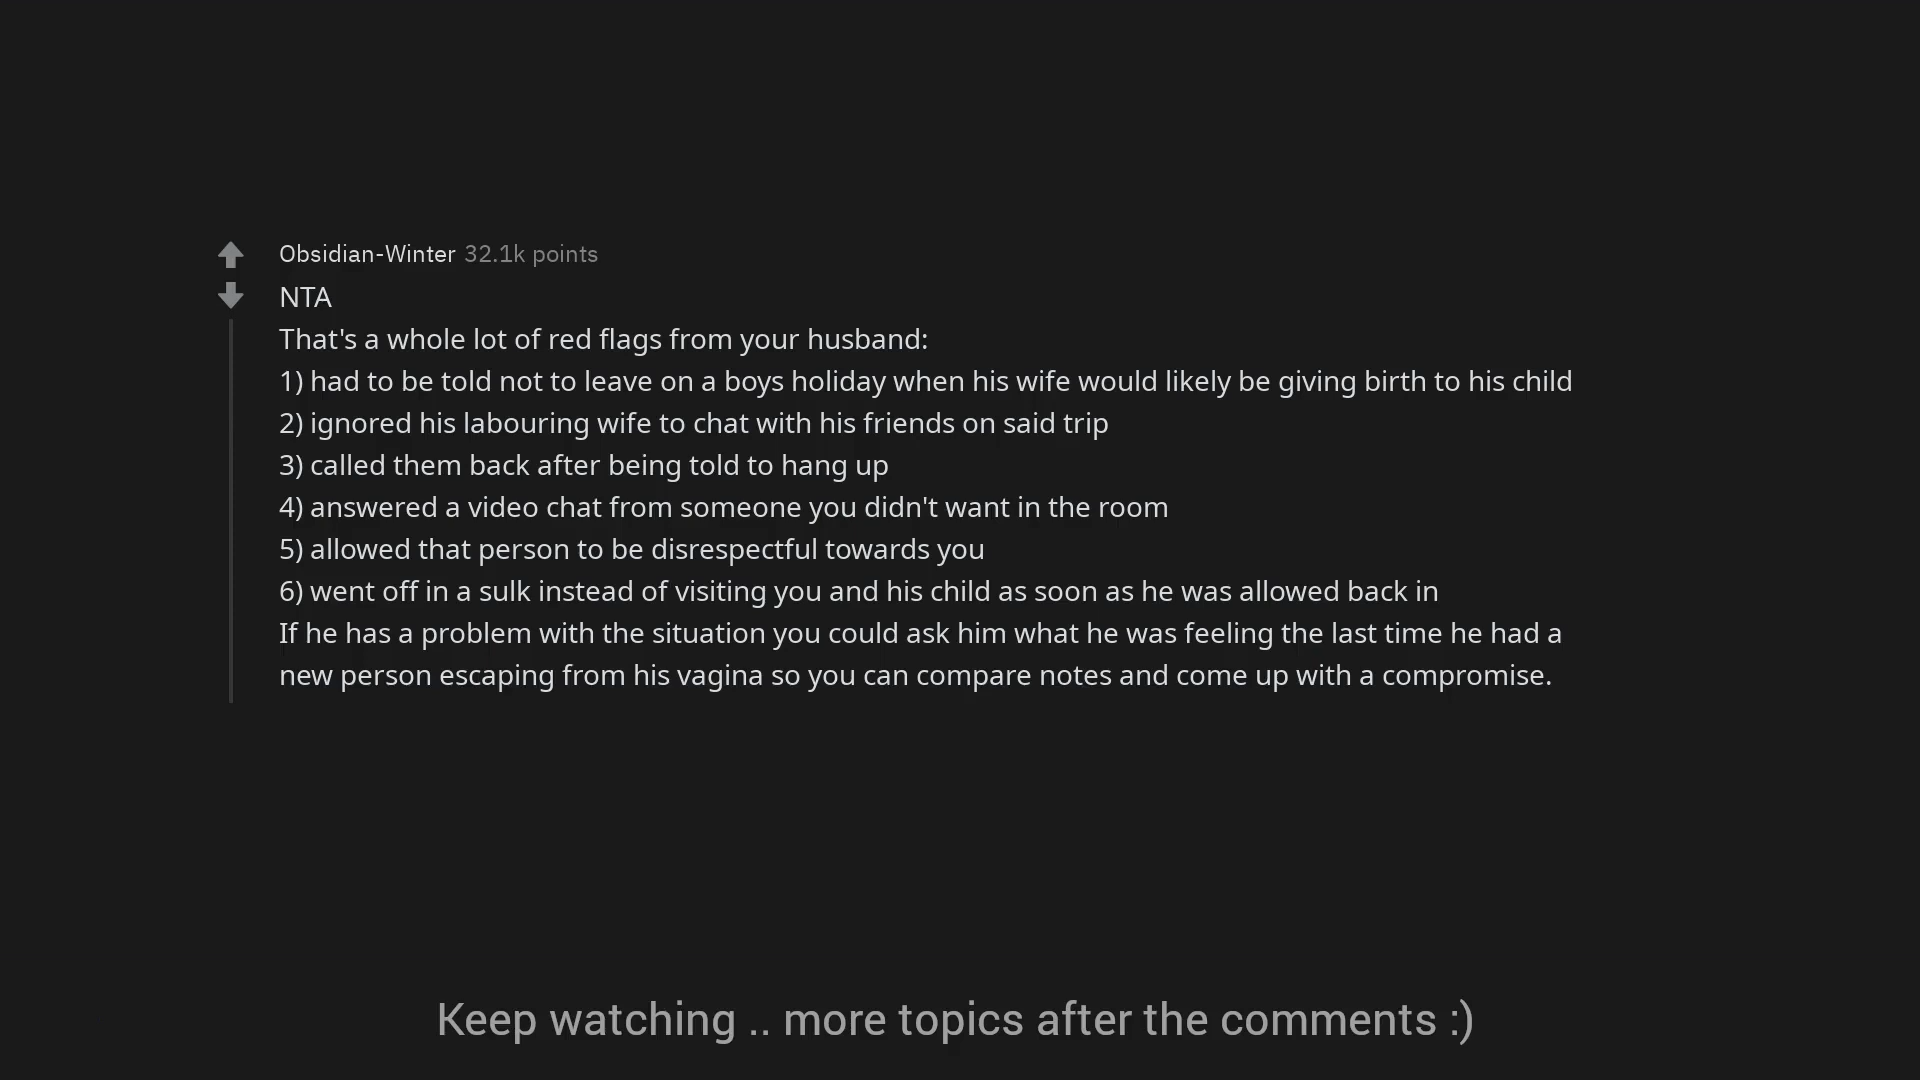 Obsidian-Winter 32.1k points
NTA
That's a whole lot of red flags from your husband:
1) had to be told not to leave on a boys holiday when his wife would likely be giving birth to his child
2) ignored his labouring wife to chat with his friends on said trip
3) called them back after being told to hang up
4) answered a video chat from someone you didn't want in the room
5) allowed that person to be disrespectful towards you
6) went off in a sulk instead of visiting you and his child as soon as he was allowed back in
If he has a problem with the situation you could ask him what he was feeling the last time he had a
new person escaping from his vagina so you can compare notes and come up with a compromise.
Keep watching .. more topics after the comments :)